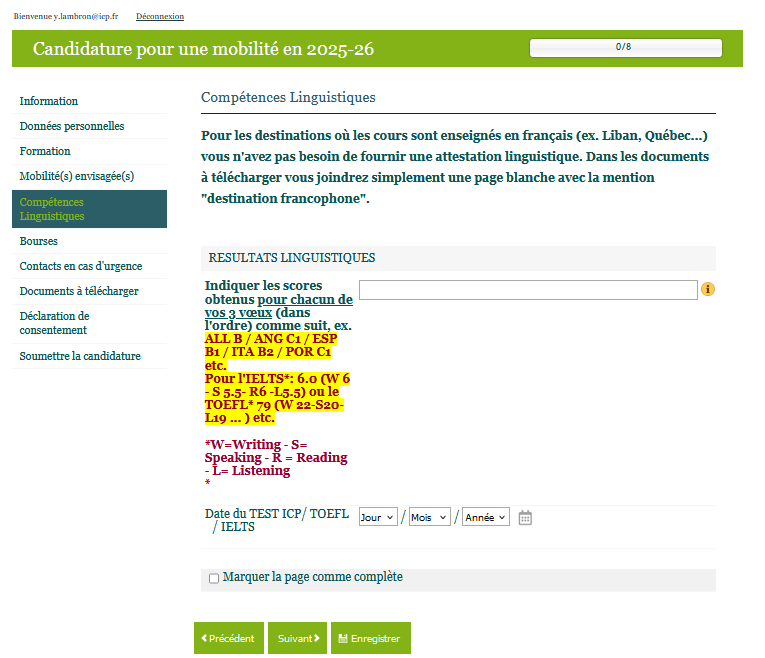 Bienvenue y.lambron@icp.fr Déconnexion
Candidature pour une mobilité en 2025-26
0/8
Information
Données personnelles
Formation
Mobilité(s) envisagée(s)
Compétences
Linguistiques
Bourses
Contacts en cas d'urgence
Documents à télécharger
Déclaration de
consentement
Soumettre la candidature
Compétences Linguistiques
Pour les destinations où les cours sont enseignés en français (ex. Liban, Québec...)
vous n'avez pas besoin de fournir une attestation linguistique. Dans les documents
à télécharger vous joindrez simplement une page blanche avec la mention
"destination francophone".
RESULTATS LINGUISTIQUES
Indiquer les scores
obtenus pour chacun de
vos 3 vœux (dans
l'ordre) comme suit, ex.
ALL B / ANG C1 / ESP
B1 / ITA B2 / POR C1
etc.
Pour l'IELTS*: 6.0 (W 6
- S 5.5- R6 -L5.5) ou le
TOEFL* 79 (W 22-S20-
L19 ... ) etc.
*W=Writing - S=
Speaking - R = Reading
- L= Listening
*
Date du TEST ICP/ TOEFL
/ IELTS
Jour / Mois / Année
Marquer la page comme complète
Précédent Suivant Enregistrer